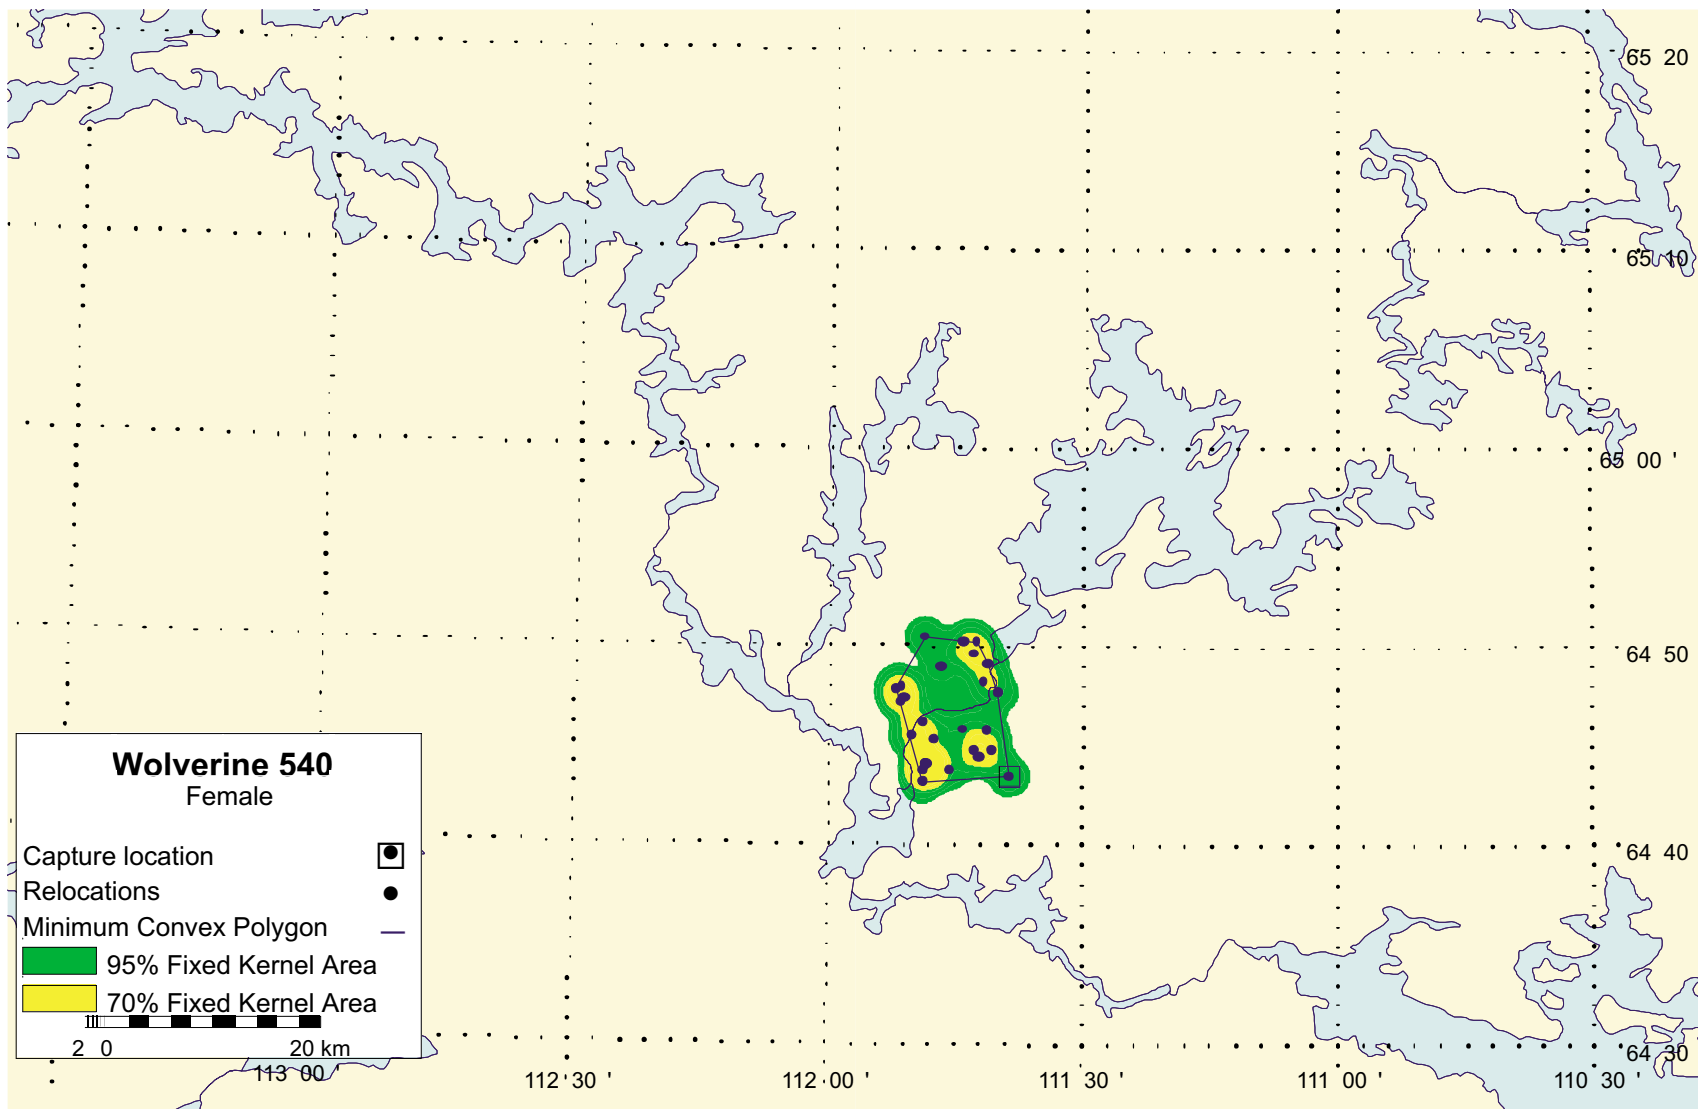 65 20
65 10
65 00 '
64 50
64 40
64 30
Wolverine 540
Female
Capture location
Relocations
Minimum Convex Polygon
95% Fixed Kernel Area
70% Fixed Kernel Area
2 0 20 km
113 00 '
112 30 '
112 00 '
111 30 '
111 00 '
110 30 '